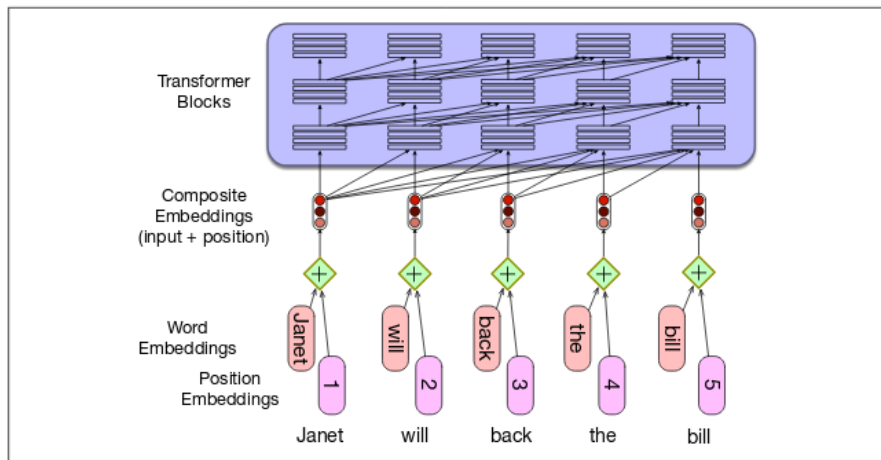 Transformer
Blocks
Composite
Embeddings
(input + position)
+ + + + +
Word
Embeddings
Janet will back the bill
Position
Embeddings
1 2 3 4 5
Janet will back the bill